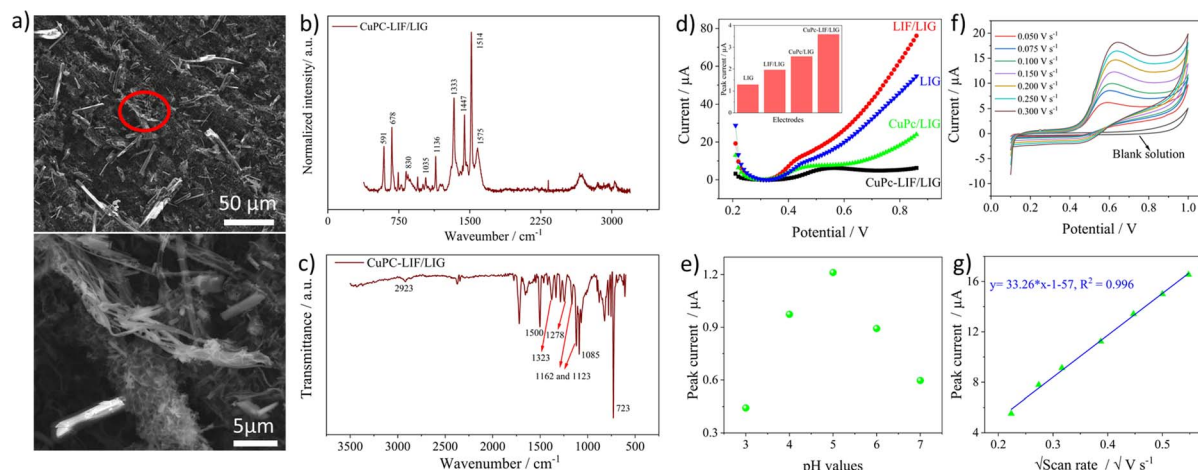 a)
50 μm
5μm
b)
CuPC-LIF/LIG
Normalized intensity/ a.u.
591
678
830
1035
1136
1333
1447
1514
1575
0 750 1500 2250 3000
Waveumber / cm-1
c)
CuPC-LIF/LIG
Transmittance / a.u.
2923
1500
1323
1278
1162 and 1123
1085
723
3500 3000 2500 2000 1500 1000 500
Wavenumber / cm-1
d)
Current / μA
80
60
40
20
0
0.2 0.4 0.6 0.8
Potential / V
LIF/LIG
LIG
CuPc/LIG
CuPc-LIF/LIG
Peak current / μA
4
3
2
1
0
LIG
LIF/LIG
CuPc/LIG
CuPc-LIF/LIG
Electrodes
e)
Peak current / μA
1.2
0.9
0.6
0.3
3 4 5 6 7
pH values
f)
Current / μA
20
15
10
5
0
-5
-10
0.050 V s-1
0.075 V s-1
0.100 V s-1
0.150 V s-1
0.200 V s-1
0.250 V s-1
0.300 V s-1
Blank solution
0.0 0.2 0.4 0.6 0.8 1.0
Potential / V
g)
Peak current / μA
16
12
8
4
y= 33.26*x-1-57, R2 = 0.996
0.2 0.3 0.4 0.5
√Scan rate / √ V s-1